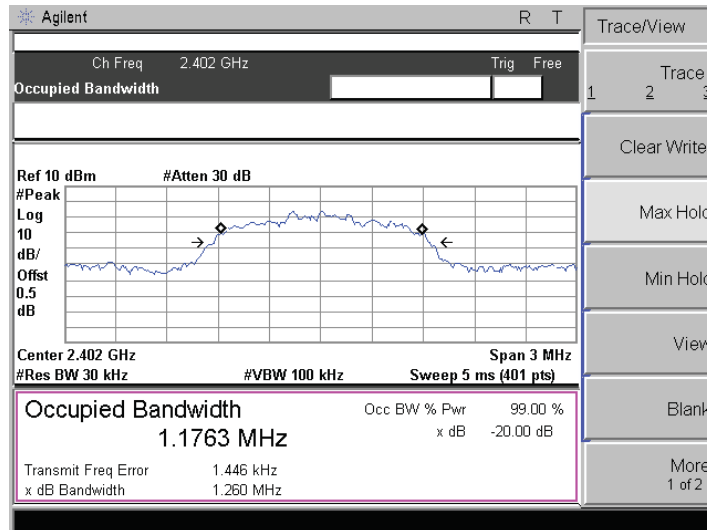 Agilent R T
Trace/View
Ch Freq 2.402 GHz Trig Free
Occupied Bandwidth
Trace
1 2 3
Clear Write
Max Hold
Min Hold
View
Blank
More
1 of 2
Ref 10 dBm #Atten 30 dB
#Peak
Log
10
dB/
Offst
0.5
dB
Center 2.402 GHz Span 3 MHz
#Res BW 30 kHz #VBW 100 kHz Sweep 5 ms (401 pts)
Occupied Bandwidth Occ BW % Pwr 99.00 %
1.1763 MHz x dB -20.00 dB
Transmit Freq Error 1.446 kHz
x dB Bandwidth 1.260 MHz